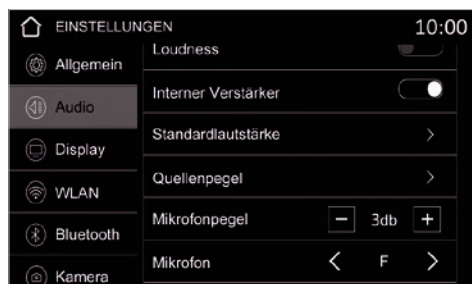 EINSTELLUNGEN 10:00
Allgemein
Audio
Display
WLAN
Bluetooth
Kamera
Loudness
Interner Verstärker
Standardlautstärke >
Quellenpegel >
Mikrofonpegel − 3db +
Mikrofon < F >